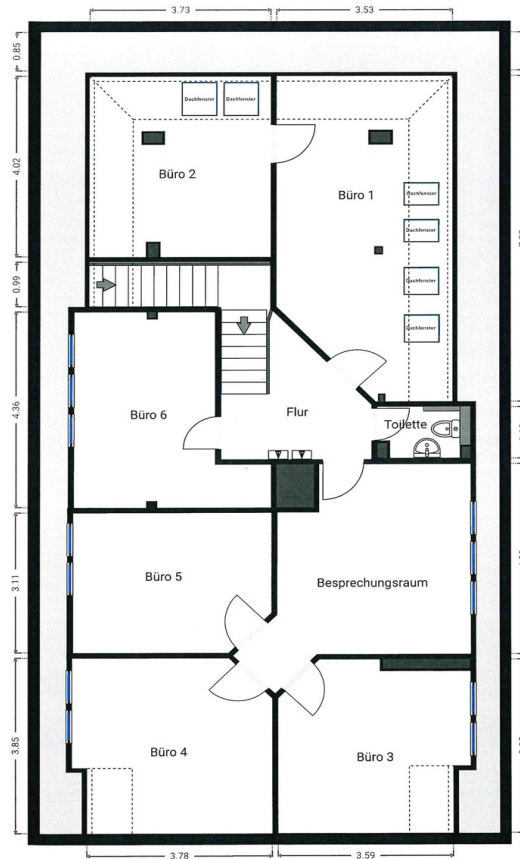 3.73
3.53
0.85
Dachfenster
Dachfenster
4.02
Büro 2
Büro 1
Dachfenster
Dachfenster
0.99
Dachfenster
Dachfenster
4.36
Büro 6
Flur
Toilette
Büro 5
Besprechungsraum
3.11
Büro 4
Büro 3
3.85
3.78
3.59